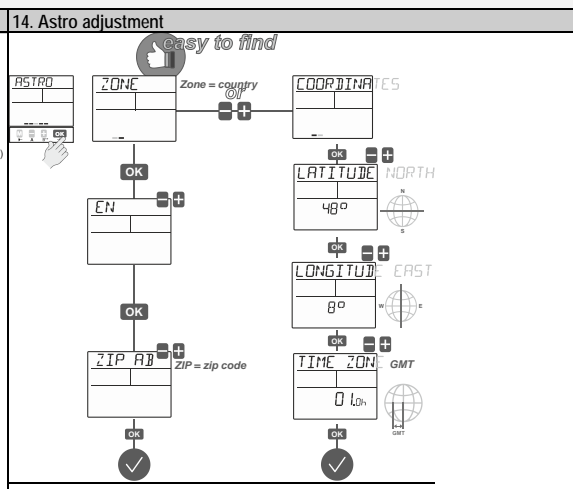 14. Astro adjustment
easy to find
ASTRO
OK
)
ZONE
Zone = country
or
- +
COORDINATES
OK
EN
- +
OK
ZIP AB
- +
ZIP = zip code
OK
OK
- +
LATITUDE NORTH
48°
N
S
OK
- +
LONGITUDE EAST
8°
W
E
OK
- +
TIME ZONE GMT
01.0h
GMT
OK